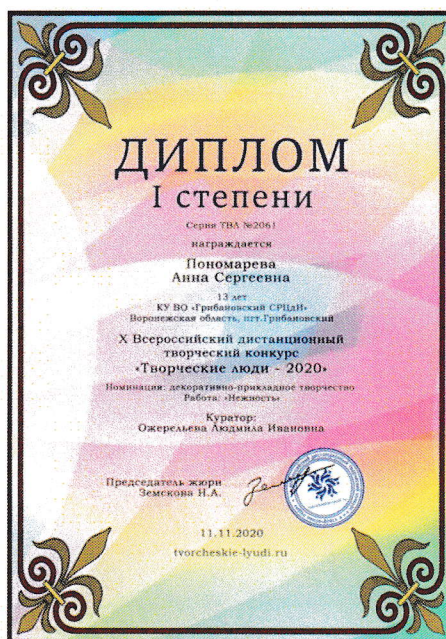 ДИПЛОМ
I степени
Серия ТВЛ №2061
награждается
Пономарева
Анна Сергеевна
13 лет
КУ ВО «Грибановский СРЦдИ»
Воронежская область, пгт.Грибановский
X Всероссийский дистанционный
творческий конкурс
«Творческие люди - 2020»
Номинация: декоративно-прикладное творчество
Работа: «Нежность»
Куратор:
Ожерельева Людмила Ивановна
Председатель жюри
Земскова Н.А.
11.11.2020
tvorcheskie-lyudi.ru